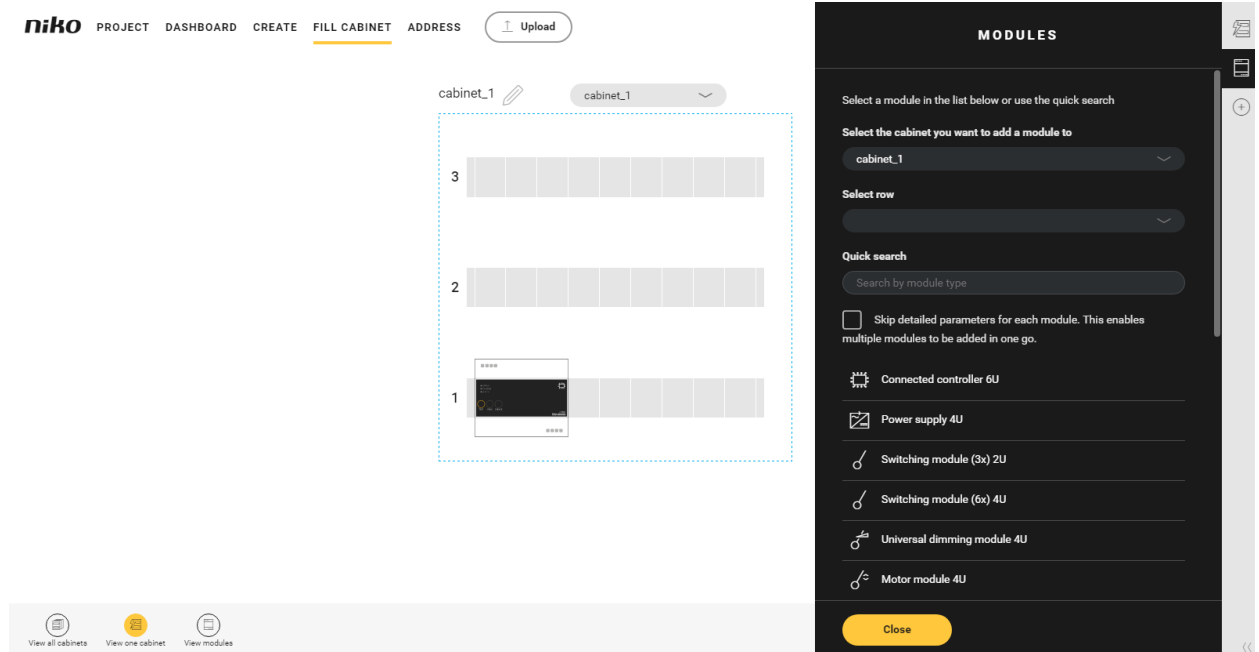 niko PROJECT DASHBOARD CREATE FILL CABINET ADDRESS Upload
cabinet_1 cabinet_1
3
2
1
View all cabinets View one cabinet View modules
MODULES
Select a module in the list below or use the quick search
Select the cabinet you want to add a module to
cabinet_1
Select row
Quick search
Search by module type
Skip detailed parameters for each module. This enables
multiple modules to be added in one go.
Connected controller 6U
Power supply 4U
Switching module (3x) 2U
Switching module (6x) 4U
Universal dimming module 4U
Motor module 4U
Close